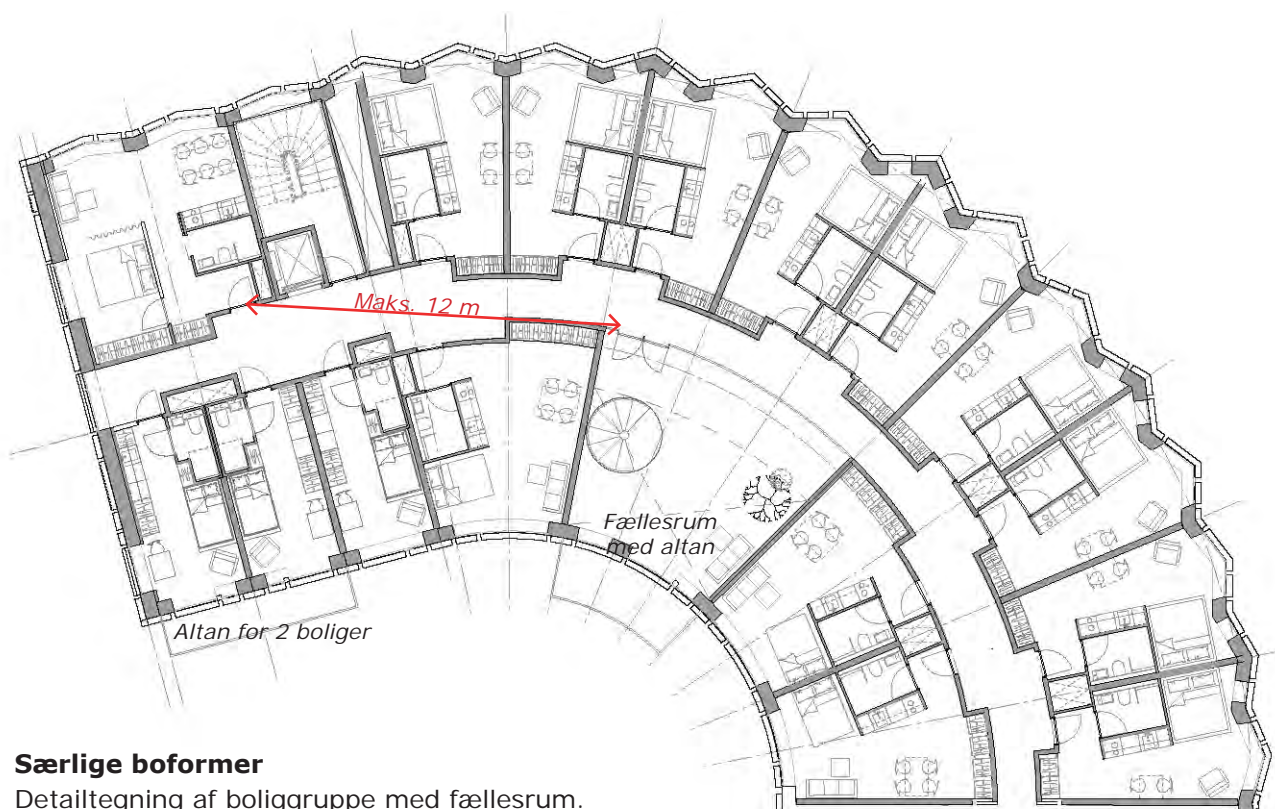 Maks. 12 m
Fællesrum
med altan
Altan for 2 boliger
Særlige boformer
Detailtegning af boliggruppe med fællesrum.